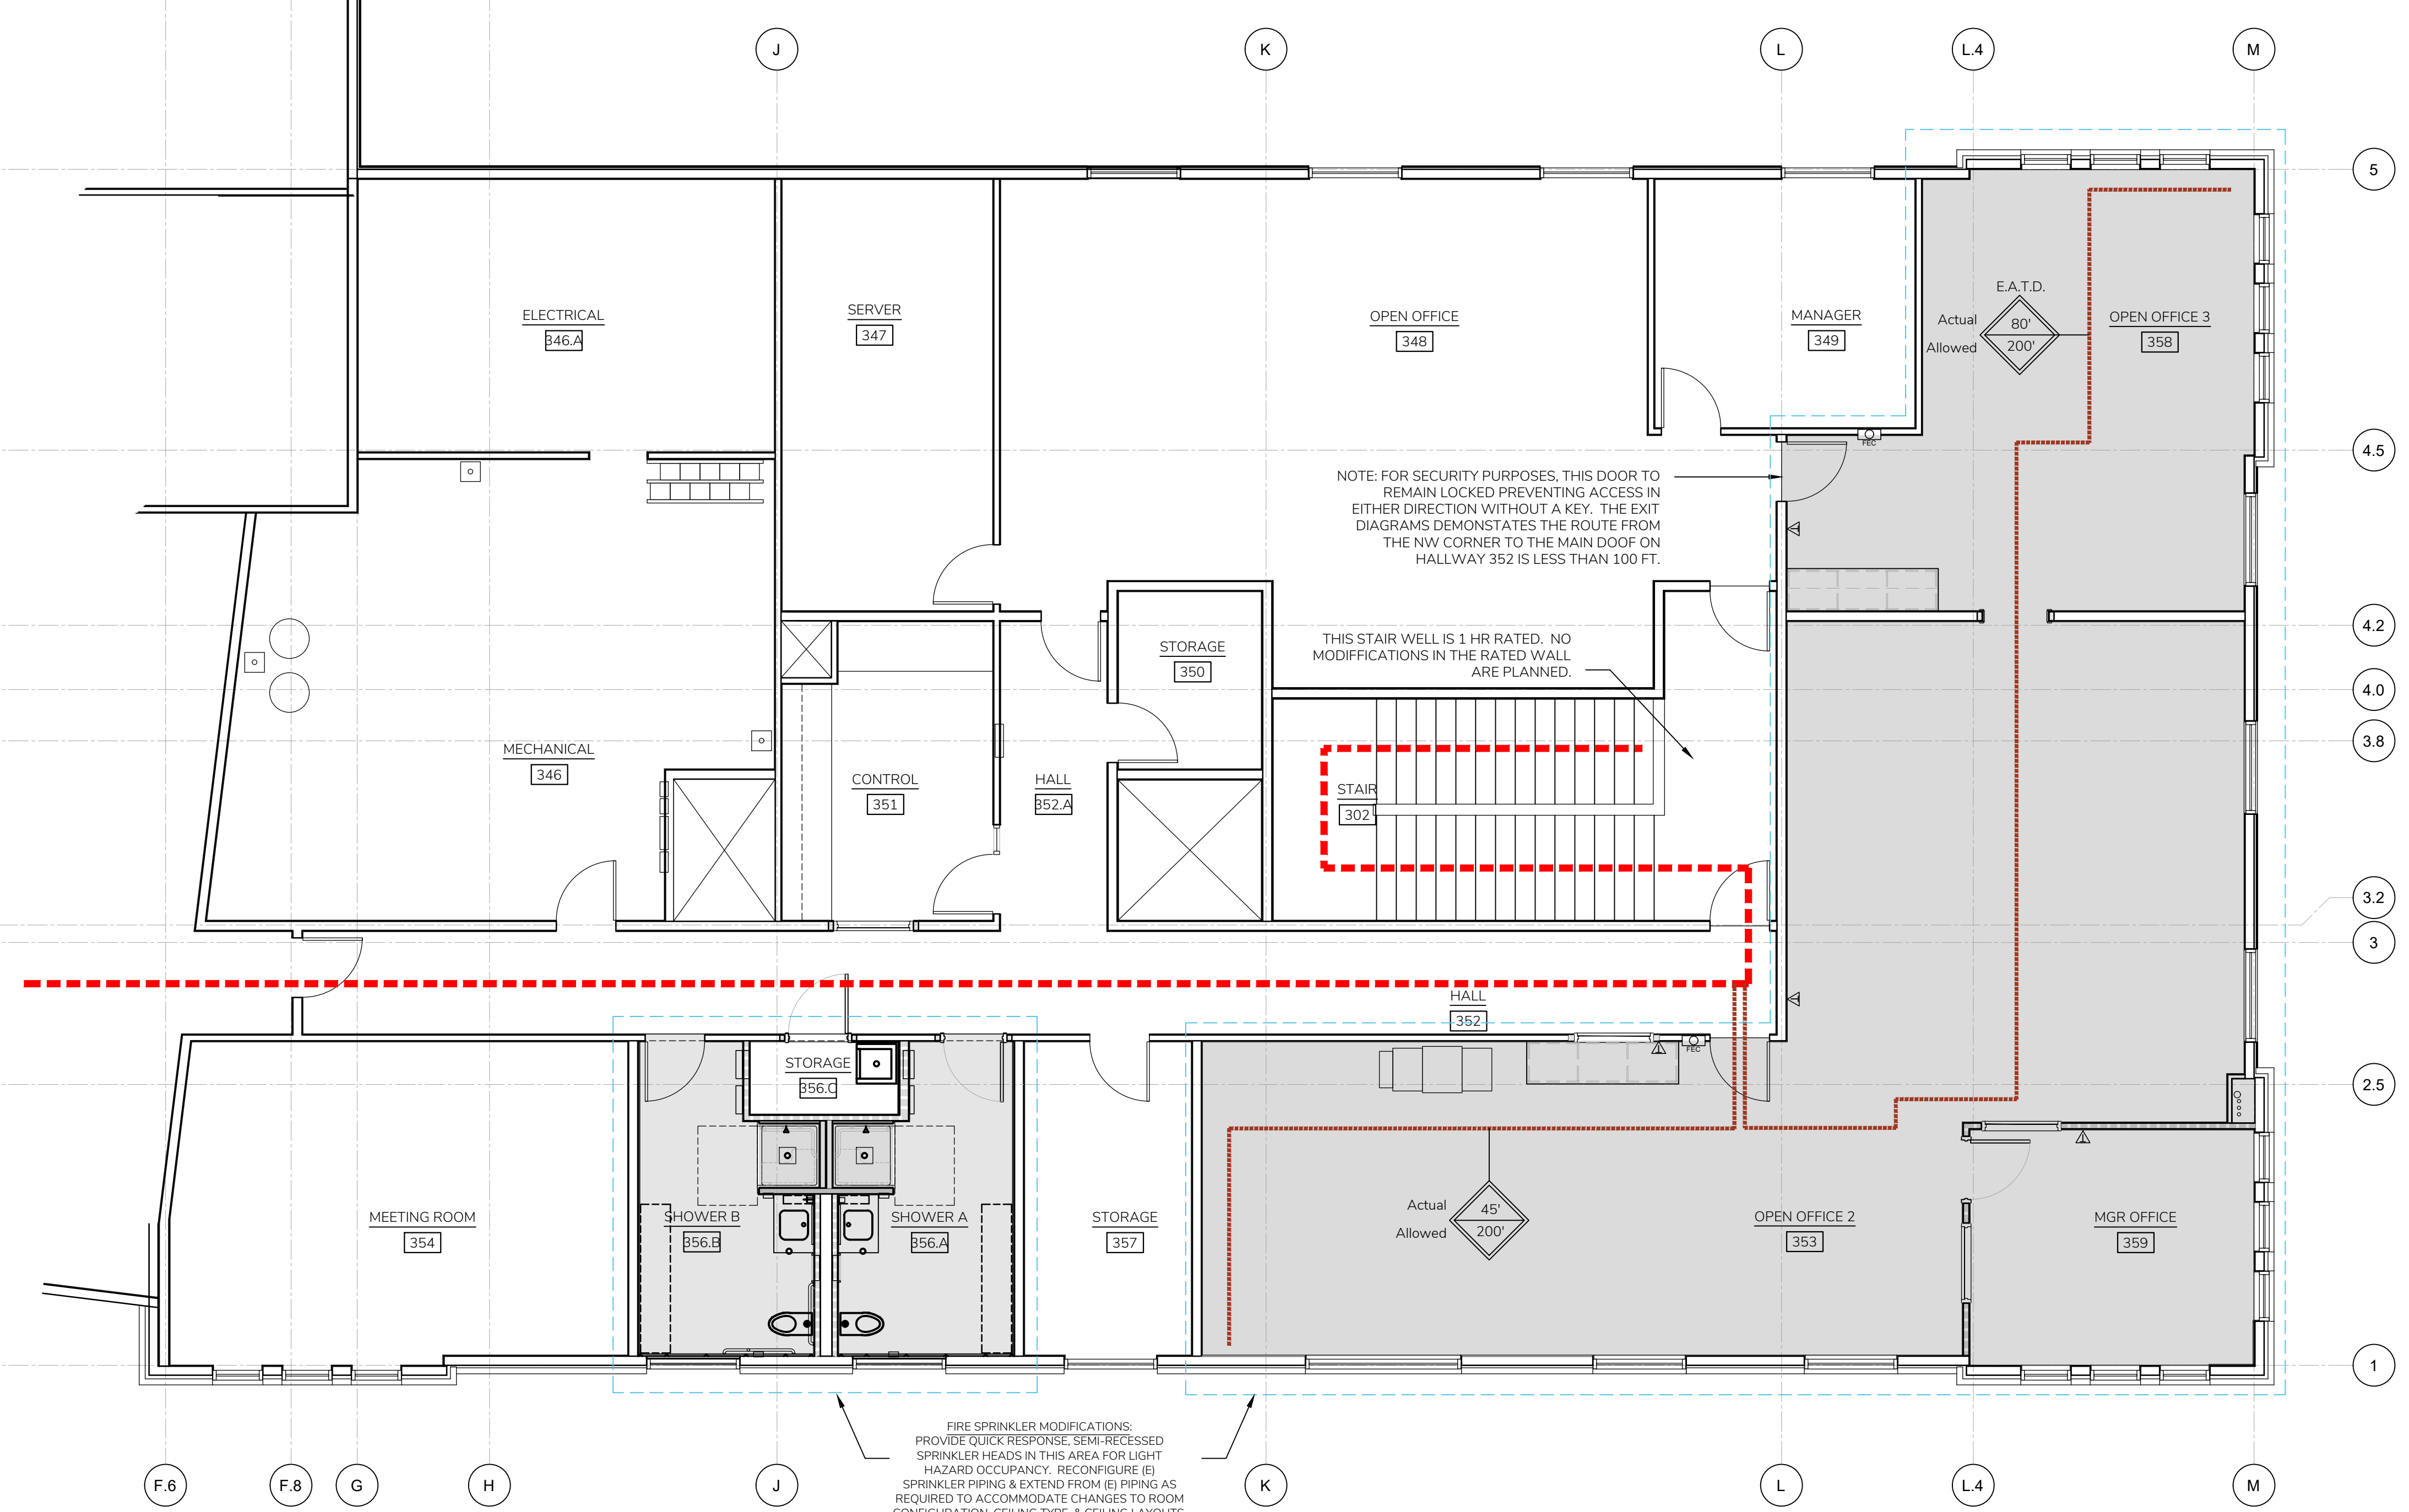 J
K
L
L.4
M
5
E.A.T.D.
ELECTRICAL
346.A
SERVER
347
OPEN OFFICE
348
MANAGER
349
Actual
80'
Allowed
200'
OPEN OFFICE 3
358
FEC
4.5
NOTE: FOR SECURITY PURPOSES, THIS DOOR TO
REMAIN LOCKED PREVENTING ACCESS IN
EITHER DIRECTION WITHOUT A KEY. THE EXIT
DIAGRAMS DEMONSTATES THE ROUTE FROM
THE NW CORNER TO THE MAIN DOOF ON
HALLWAY 352 IS LESS THAN 100 FT.
4.2
THIS STAIR WELL IS 1 HR RATED. NO
MODIFFICATIONS IN THE RATED WALL
ARE PLANNED.
STORAGE
350
4.0
3.8
MECHANICAL
346
CONTROL
351
HALL
352.A
STAIR
302
3.2
3
HALL
352
FEC
STORAGE
356.C
2.5
MEETING ROOM
354
SHOWER B
356.B
SHOWER A
356.A
STORAGE
357
Actual
45'
Allowed
200'
OPEN OFFICE 2
353
MGR OFFICE
359
1
FIRE SPRINKLER MODIFICATIONS:
PROVIDE QUICK RESPONSE, SEMI-RECESSED
SPRINKLER HEADS IN THIS AREA FOR LIGHT
HAZARD OCCUPANCY. RECONFIGURE (E)
SPRINKLER PIPING & EXTEND FROM (E) PIPING AS
REQUIRED TO ACCOMMODATE CHANGES TO ROOM
CONFIGURATION, CEILING TYPE, & CEILING LAYOUTS
F.6
F.8
G
H
J
K
L
L.4
M